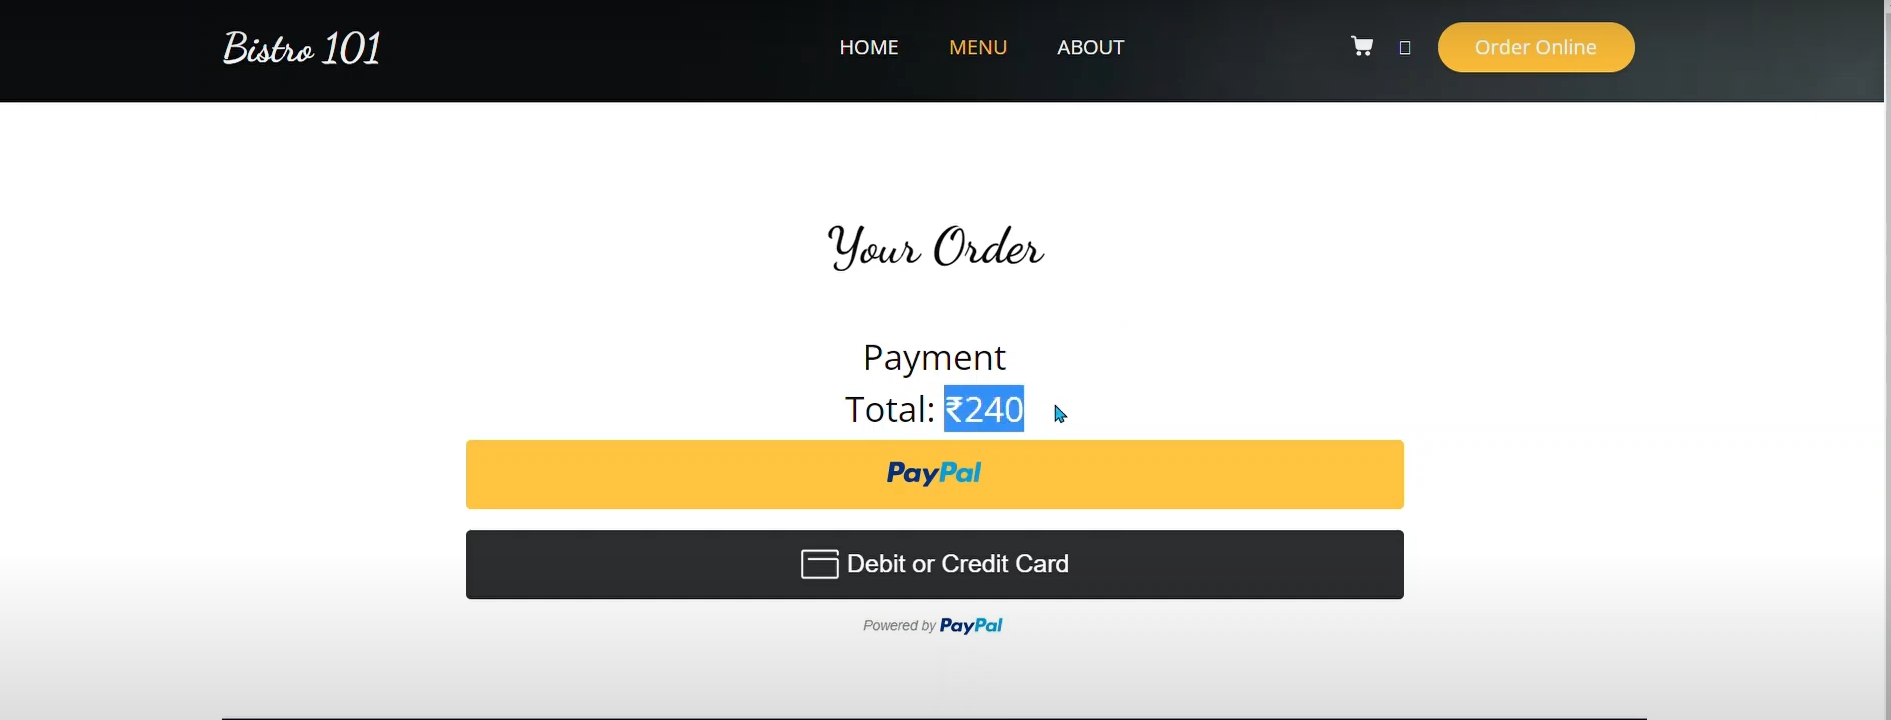 Bistro 101
HOME MENU ABOUT
Order Online
Your Order
Payment
Total: ₹240
PayPal
Debit or Credit Card
Powered by PayPal